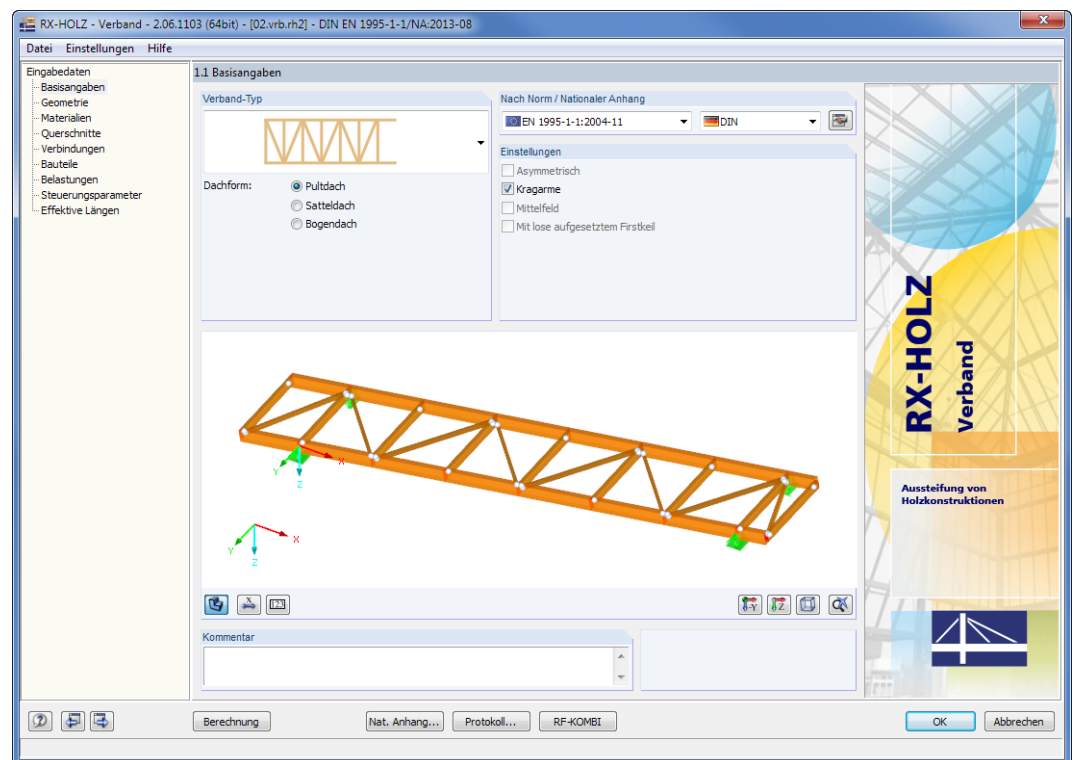 RX-HOLZ - Verband - 2.06.1103 (64bit) - [02.vrb.rh2] - DIN EN 1995-1-1/NA:2013-08
Datei Einstellungen Hilfe
Eingabedaten
Basisangaben
Geometrie
Materialien
Querschnitte
Verbindungen
Bauteile
Belastungen
Steuerungsparameter
Effektive Längen
1.1 Basisangaben
Verband-Typ
Dachform:
Pultdach
Satteldach
Bogendach
Nach Norm / Nationaler Anhang
EN 1995-1-1:2004-11
DIN
Einstellungen
Asymmetrisch
Kragarme
Mittelfeld
Mit lose aufgesetztem Firstkeil
X
Y
Z
X
Y
Z
X
-Y
Z
Kommentar
RX-HOLZ
Verband
Aussteifung von
Holzkonstruktionen
Berechnung
Nat. Anhang...
Protokoll...
RF-KOMBI
OK
Abbrechen